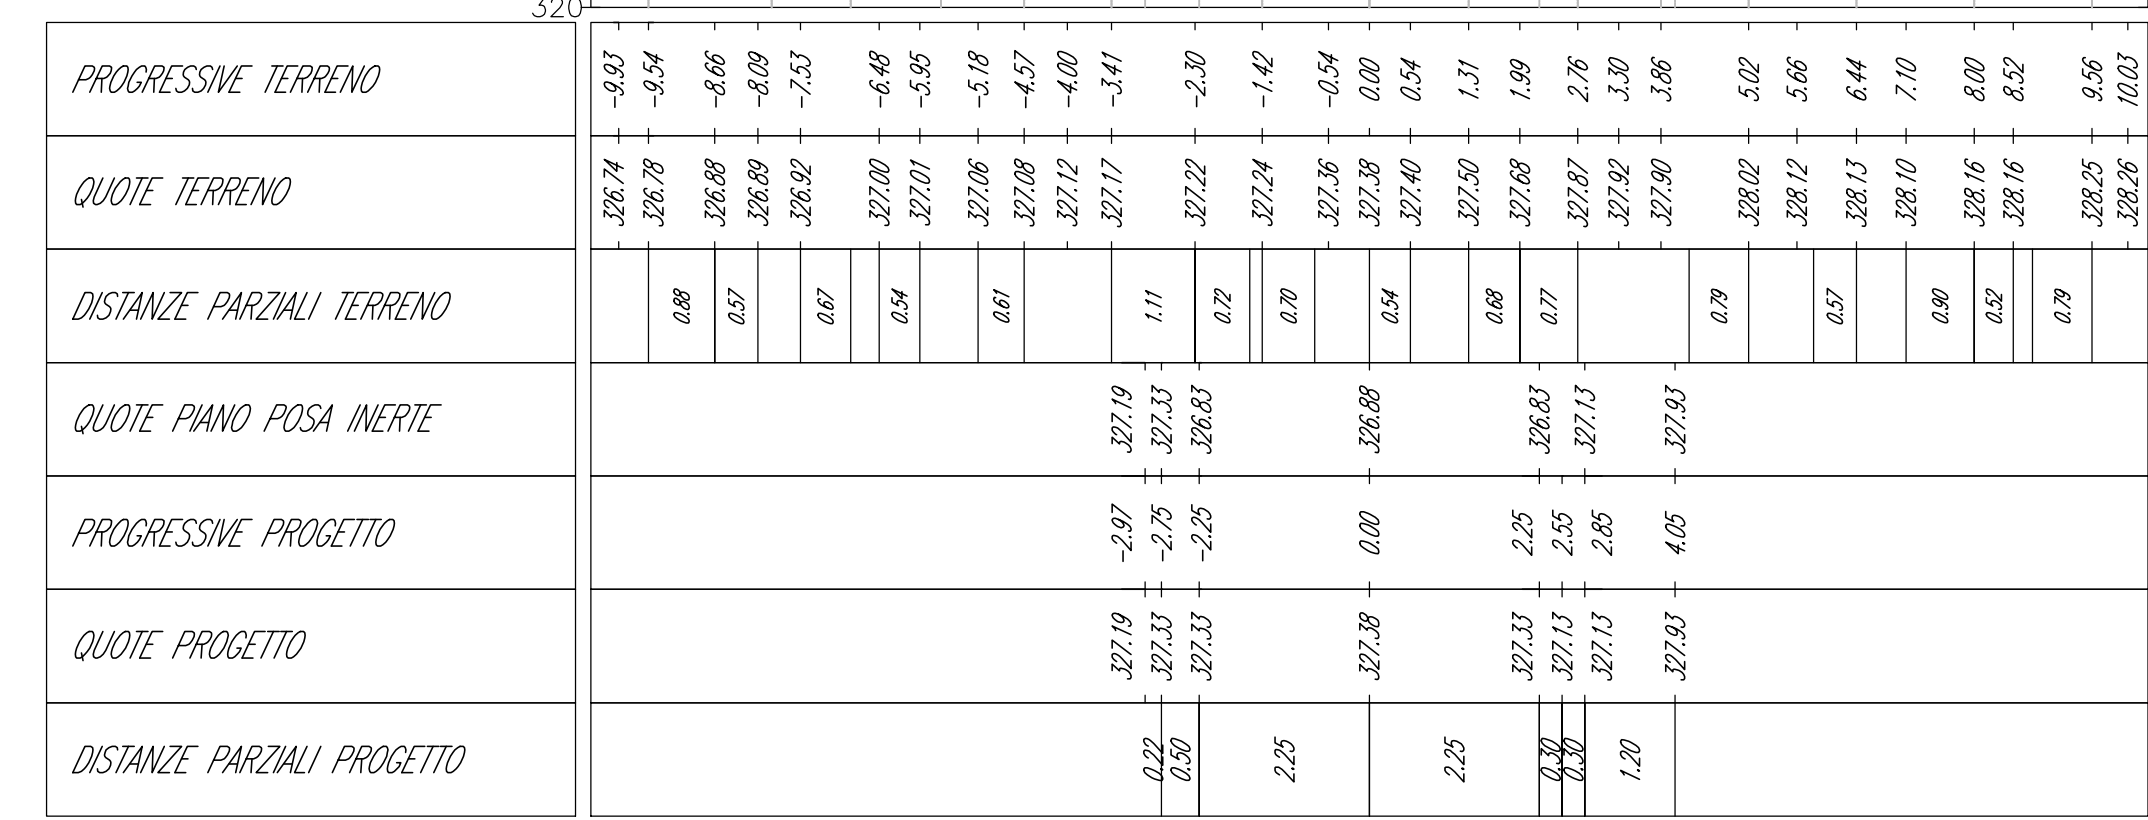 320
PROGRESSIVE TERRENO -9.93 -9.54 -8.66 -8.09 -7.53 -6.48 -5.95 -5.18 -4.57 -4.00 -3.41 -2.30 -1.42 -0.54 0.00 0.54 1.31 1.99 2.76 3.30 3.86 5.02 5.66 6.44 7.10 8.00 8.52 9.56 10.03
QUOTE TERRENO 326.74 326.78 326.88 326.89 326.92 327.00 327.01 327.06 327.08 327.12 327.17 327.22 327.24 327.36 327.38 327.40 327.50 327.68 327.87 327.92 327.90 328.02 328.12 328.13 328.10 328.16 328.16 328.25 328.26
DISTANZE PARZIALI TERRENO 0.88 0.57 0.67 0.54 0.61 1.11 0.72 0.70 0.54 0.68 0.77 0.79 0.57 0.90 0.52 0.79
QUOTE PIANO POSA INERTE 327.19 327.33 326.83 326.88 326.83 327.13 327.93
PROGRESSIVE PROGETTO -2.97 -2.75 -2.25 0.00 2.25 2.55 2.85 4.05
QUOTE PROGETTO 327.19 327.33 327.33 327.38 327.33 327.13 327.13 327.93
DISTANZE PARZIALI PROGETTO 0.22 0.50 2.25 2.25 0.30 0.30 1.20